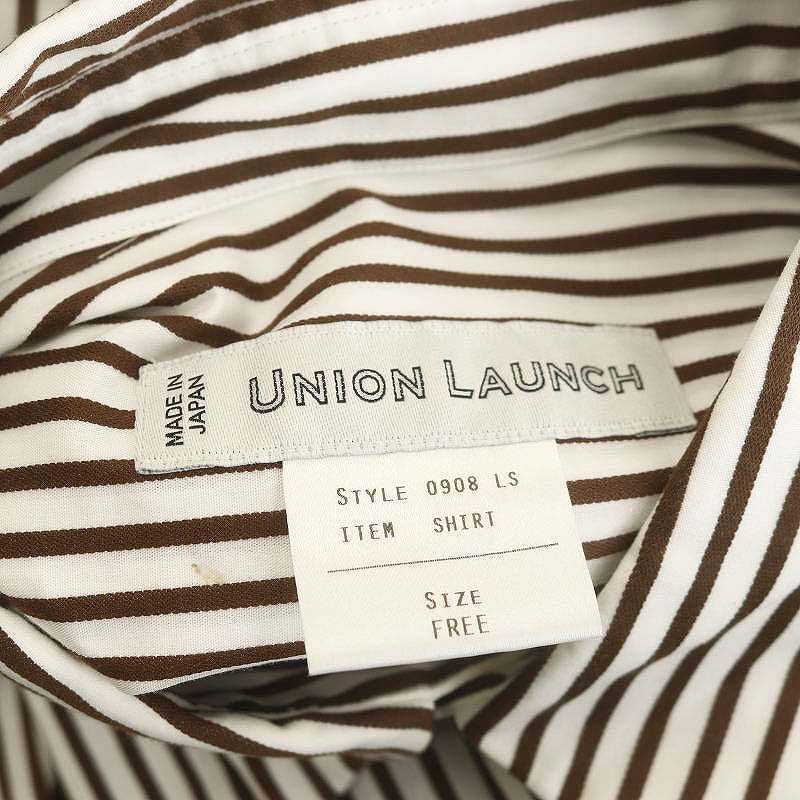 MADE IN
JAPAN
UNION LAUNCH
STYLE 0908 LS
ITEM SHIRT
SIZE
FREE